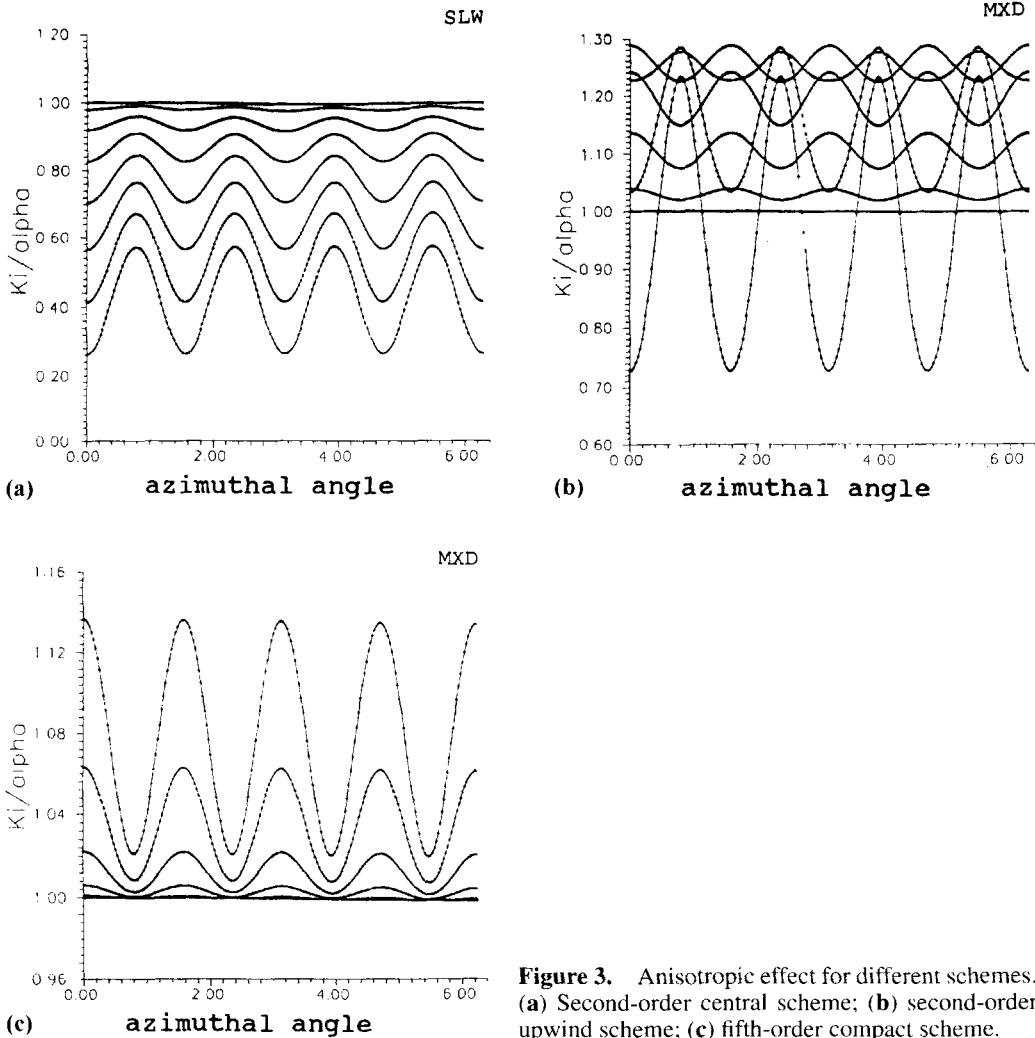 SLW
1 20
1.00
0.80
0.60
0.40
0 20
0.00
0.00
2.00
4.00
6.00
Ki/alpha
(a)
azimuthal angle
MXD
1.30
1.20
1.10
1.00
0.90
0.80
0.70
0.60
0.00
2.00
4.00
6.00
Ki/alpha
(b)
azimuthal angle
MXD
1.16
1.12
1.08
1.04
1.00
0.96
0.00
2.00
4.00
6.00
Ki/alpha
(c)
azimuthal angle
Figure 3. Anisotropic effect for different schemes.
(a) Second-order central scheme; (b) second-order
upwind scheme; (c) fifth-order compact scheme.